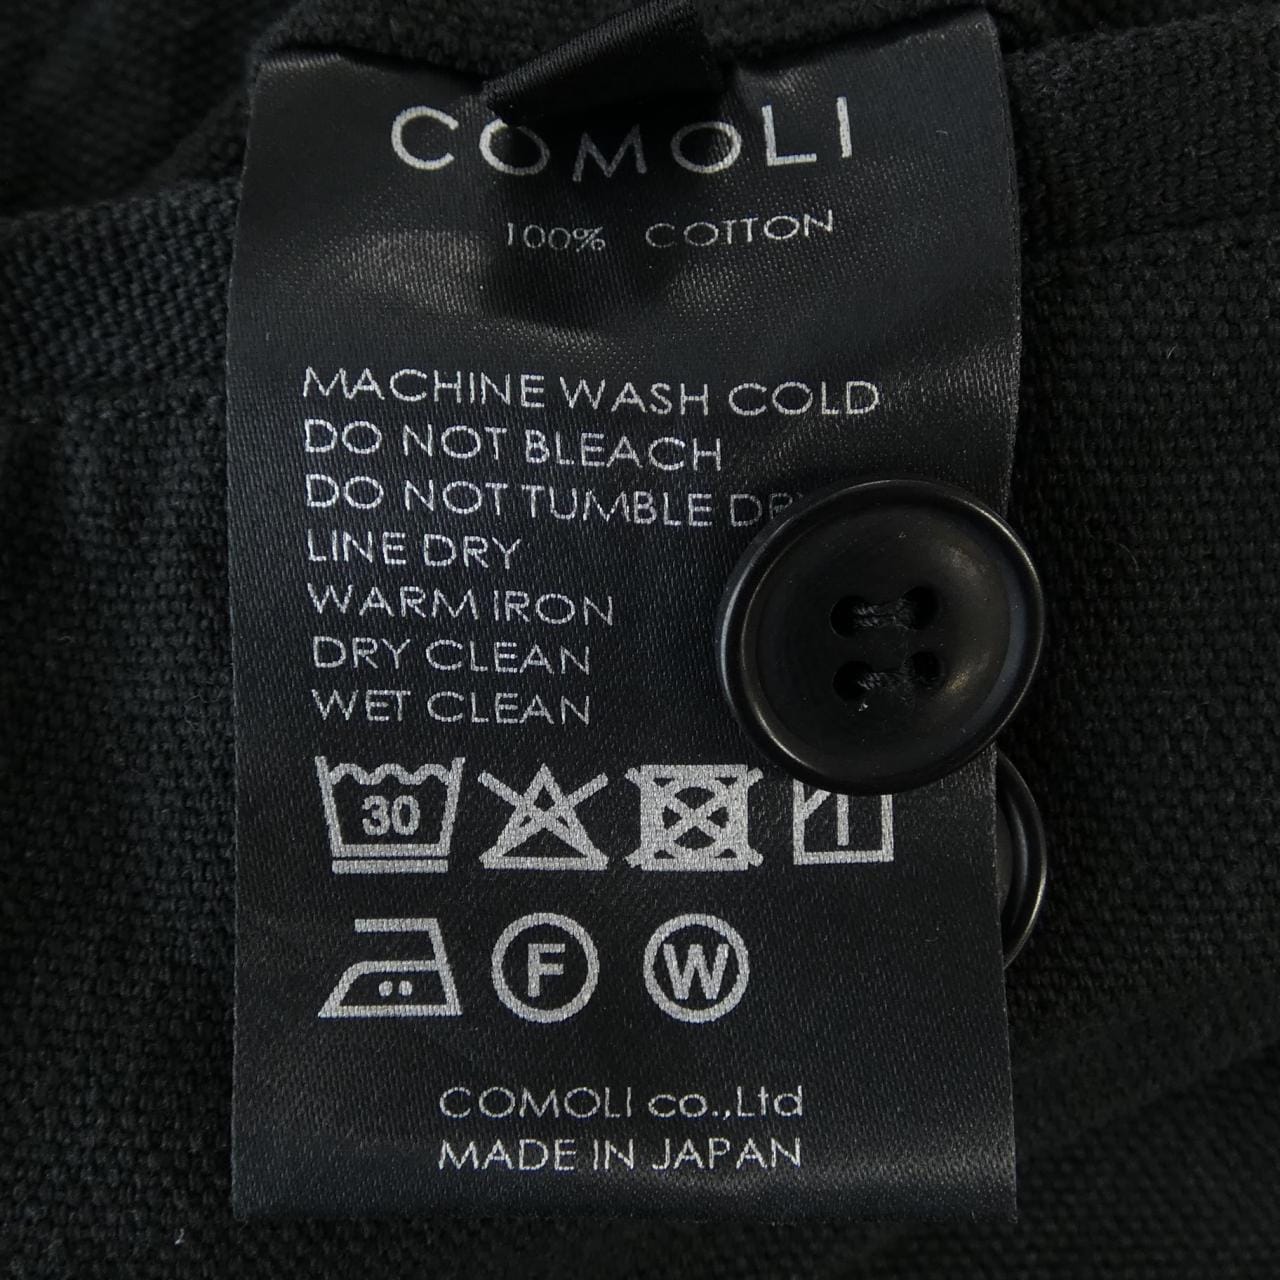 COMOLI
100% COTTON
MACHINE WASH COLD
DO NOT BLEACH
DO NOT TUMBLE
LINE DRY
WARM IRON
DRY CLEAN
WET CLEAN
30
F W
COMOLI co.,Ltd
MADE IN JAPAN